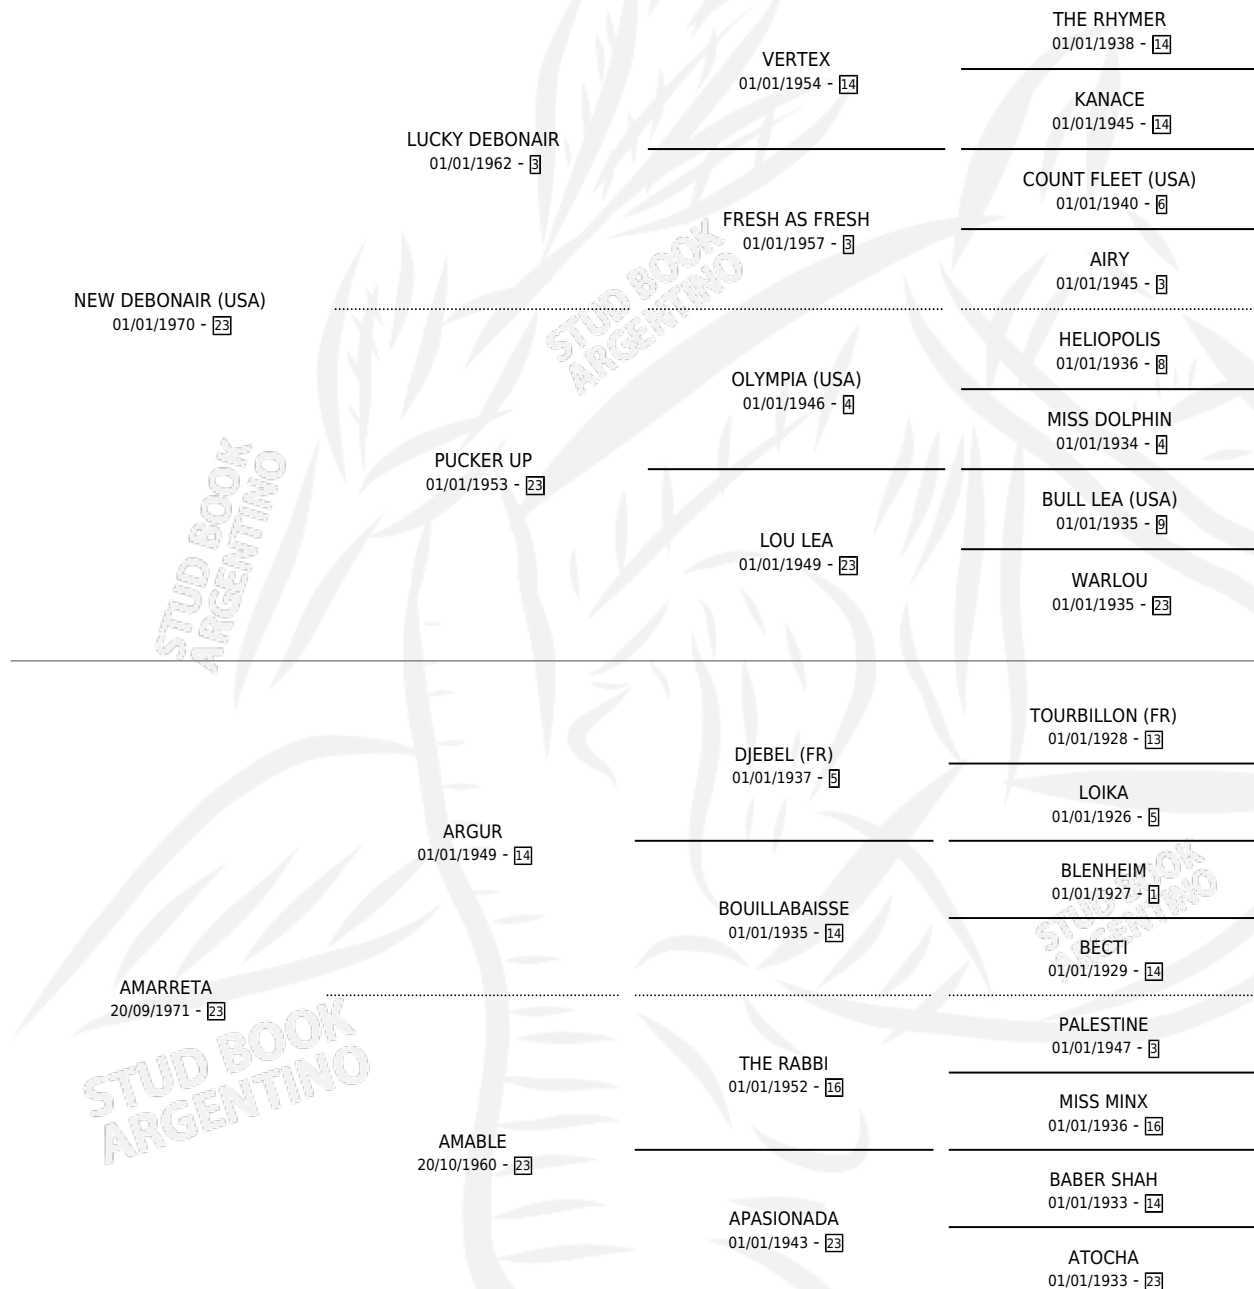 THE RHYMER
01/01/1938 - 14
VERTEX
01/01/1954 - 14
KANACE
01/01/1945 - 14
LUCKY DEBONAIR
01/01/1962 - 3
COUNT FLEET (USA)
01/01/1940 - 6
FRESH AS FRESH
01/01/1957 - 3
AIRY
01/01/1945 - 3
NEW DEBONAIR (USA)
01/01/1970 - 23
HELIOPOLIS
01/01/1936 - 8
OLYMPIA (USA)
01/01/1946 - 4
MISS DOLPHIN
01/01/1934 - 4
PUCKER UP
01/01/1953 - 23
BULL LEA (USA)
01/01/1935 - 9
LOU LEA
01/01/1949 - 23
WARLOU
01/01/1935 - 23
TOURBILLON (FR)
01/01/1928 - 13
DJEBEL (FR)
01/01/1937 - 5
LOIKA
01/01/1926 - 5
ARGUR
01/01/1949 - 14
BLENHEIM
01/01/1927 - 1
BOUILLABAISSE
01/01/1935 - 14
BECTI
01/01/1929 - 14
AMARRETA
20/09/1971 - 23
PALESTINE
01/01/1947 - 3
THE RABBI
01/01/1952 - 16
MISS MINX
01/01/1936 - 16
AMABLE
20/10/1960 - 23
BABER SHAH
01/01/1933 - 14
APASIONADA
01/01/1943 - 23
ATOCHA
01/01/1933 - 23
STUD BOOK
ARGENTINO
STUD BOOK
ARGENTINO
STUD BOOK
ARGENTINO
STUD BOOK
ARGENTINO